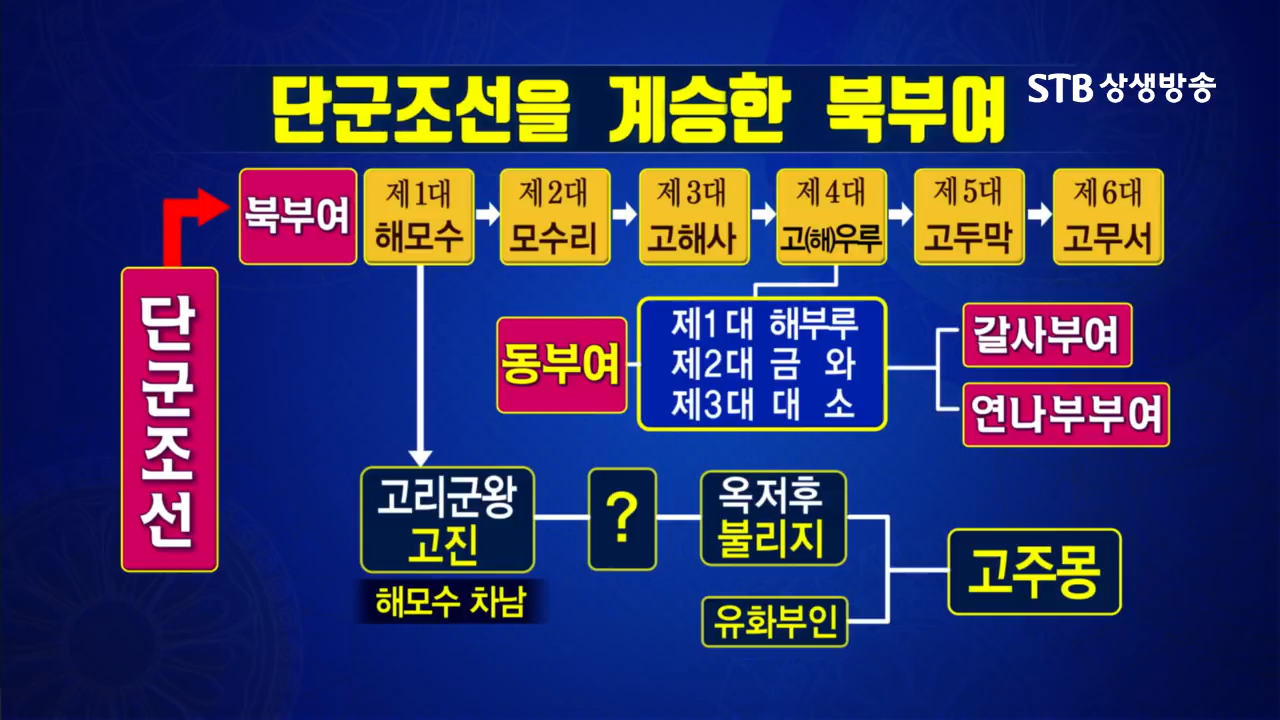 단군조선을 계승한 북부여
STB 상생방송
북부여
제1대
해모수
제2대
모수리
제3대
고해사
제4대
고(해)우루
제5대
고두막
제6대
고무서
단군조선
동부여
제1대 해부루
제2대 금 와
제3대 대 소
갈사부여
연나부부여
고리군왕
고진
해모수 차남
?
옥저후
불리지
유화부인
고주몽